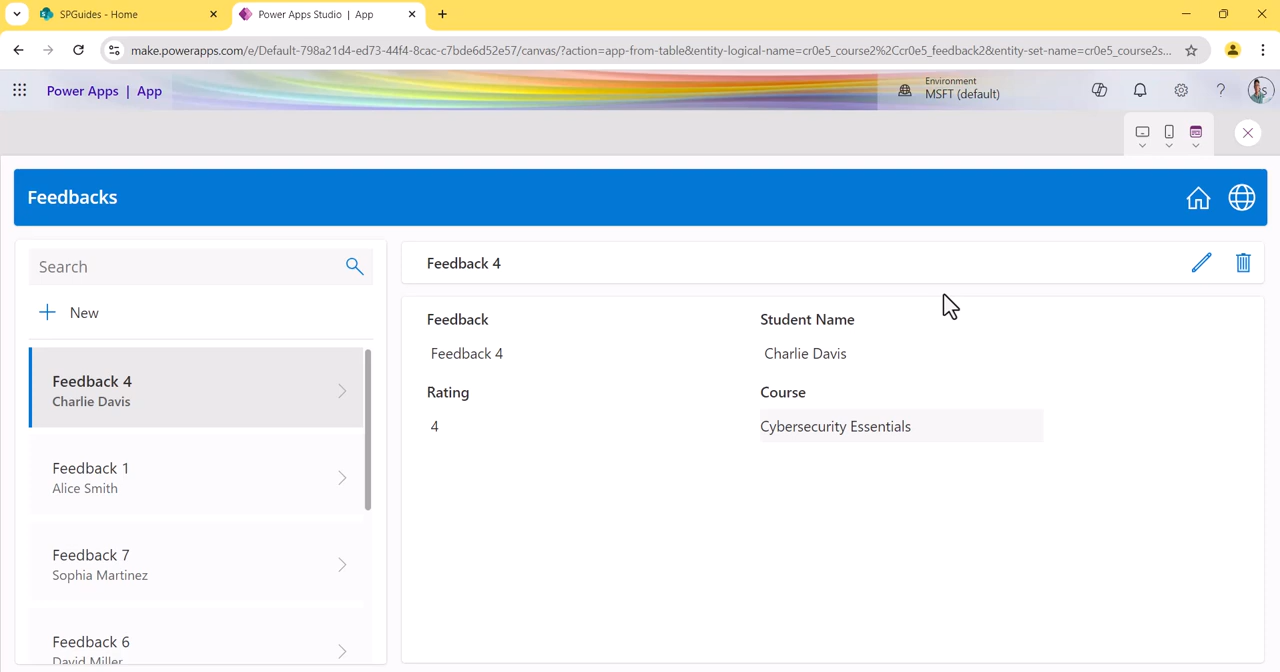 SPGuides - Home
Power Apps Studio | App
make.powerapps.com/e/Default-798a21d4-ed73-44f4-8cac-c7bde6d52e57/canvas/?action=app-from-table&entity-logical-name=cr0e5_course2%2Ccr0e5_feedback2&entity-set-name=cr0e5_course2s...
Power Apps | App
Environment
MSFT (default)
Feedbacks
Search
New
Feedback 4
Charlie Davis
Feedback 1
Alice Smith
Feedback 7
Sophia Martinez
Feedback 6
David Miller
Feedback 4
Feedback
Student Name
Feedback 4
Charlie Davis
Rating
Course
4
Cybersecurity Essentials